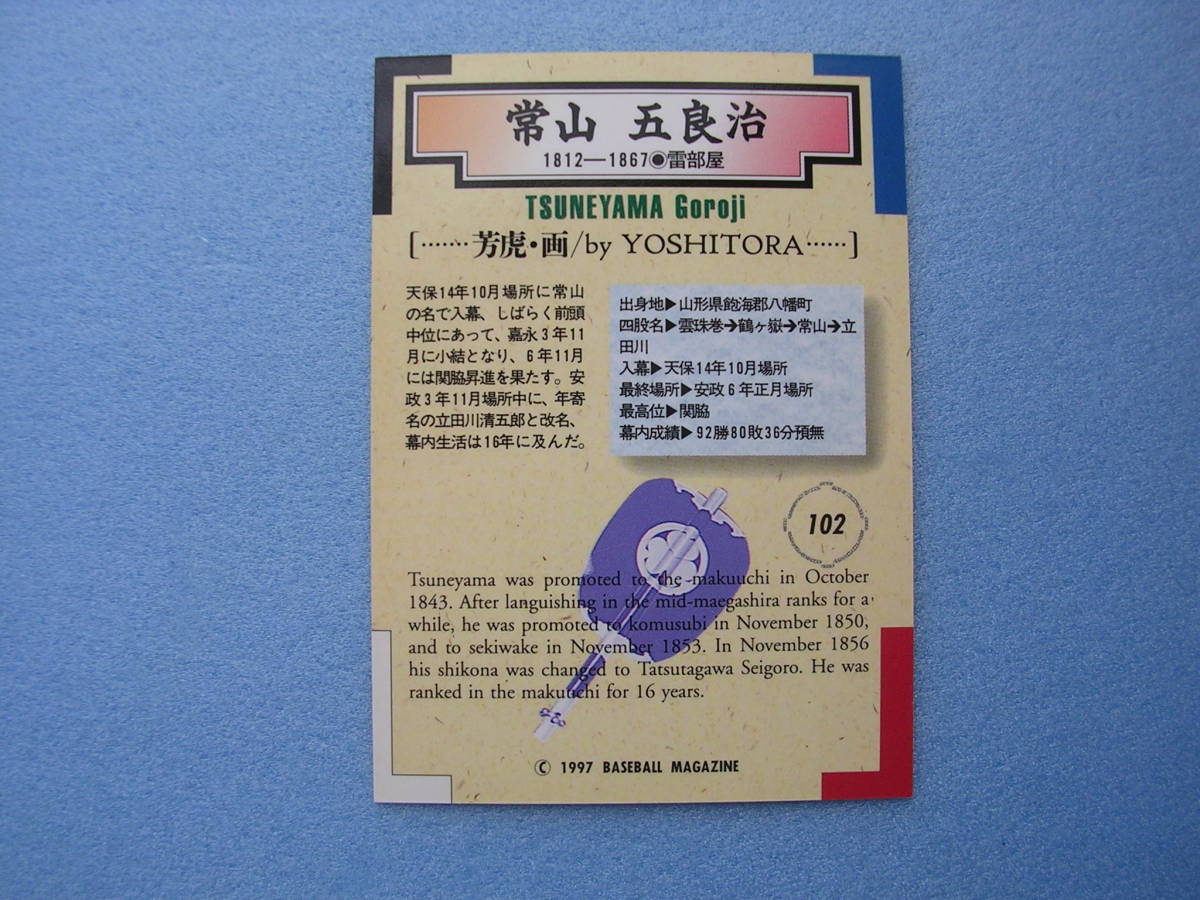 常山 五良治
1812—1867◉雷部屋
TSUNEYAMA Goroji
[‥‥‥‥芳虎・画/by YOSHITORA‥‥‥]
天保14年10月場所に常山
の名で入幕、しばらく前頭
中位にあって、嘉永3年11
月に小結となり、6年11月
には関脇昇進を果たす。安
政3年11月場所中に、年寄
名の立田川清五郎と改名、
幕内生活は16年に及んだ。
出身地▶山形県飽海郡八幡町
四股名▶雲珠巻➔鶴ヶ嶽➔常山➔立
田川
入幕▶天保14年10月場所
最終場所▶安政6年正月場所
最高位▶関脇
幕内成績▶92勝80敗36分預無
102
Tsuneyama was promoted to the makuuchi in October
1843. After languishing in the mid-maegashira ranks for a
while, he was promoted to komusubi in November 1850,
and to sekiwake in November 1853. In November 1856
his shikona was changed to Tatsutagawa Seigoro. He was
ranked in the makuuchi for 16 years.
© 1997 BASEBALL MAGAZINE